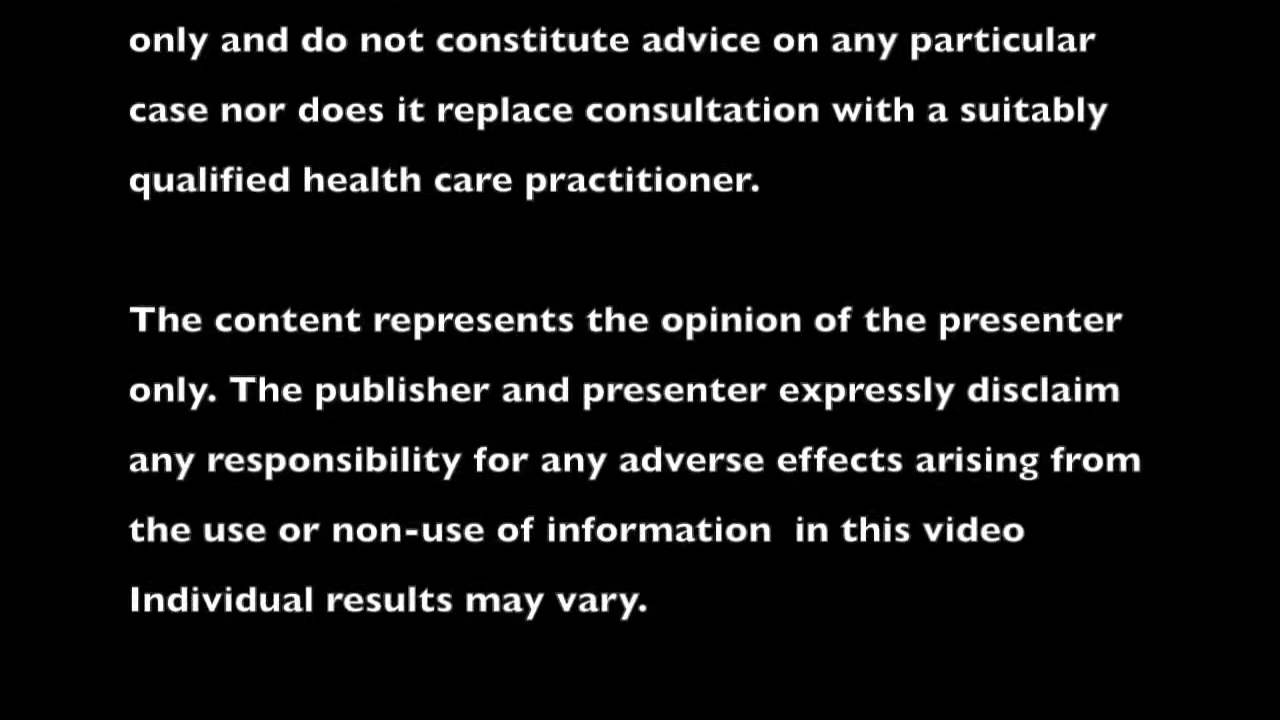 only and do not constitute advice on any particular
case nor does it replace consultation with a suitably
qualified health care practitioner.
The content represents the opinion of the presenter
only. The publisher and presenter expressly disclaim
any responsibility for any adverse effects arising from
the use or non-use of information  in this video
Individual results may vary.